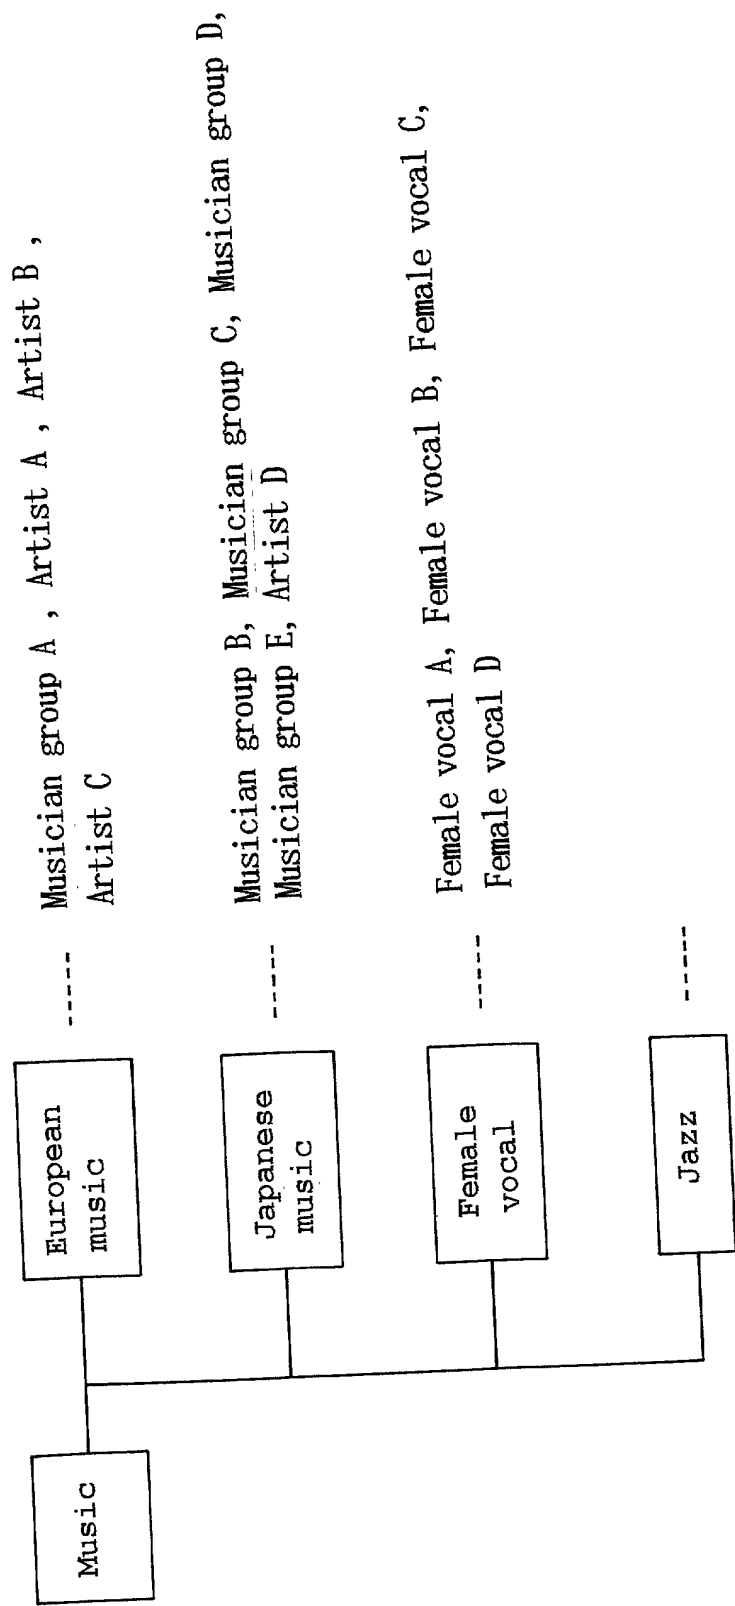 Music
European
music
-----
Musician group A , Artist A , Artist B ,
Artist C
Japanese
music
-----
Musician group B, Musician group C, Musician group D,
Musician group E, Artist D
Female
vocal
-----
Female vocal A, Female vocal B, Female vocal C,
Female vocal D
Jazz
-----